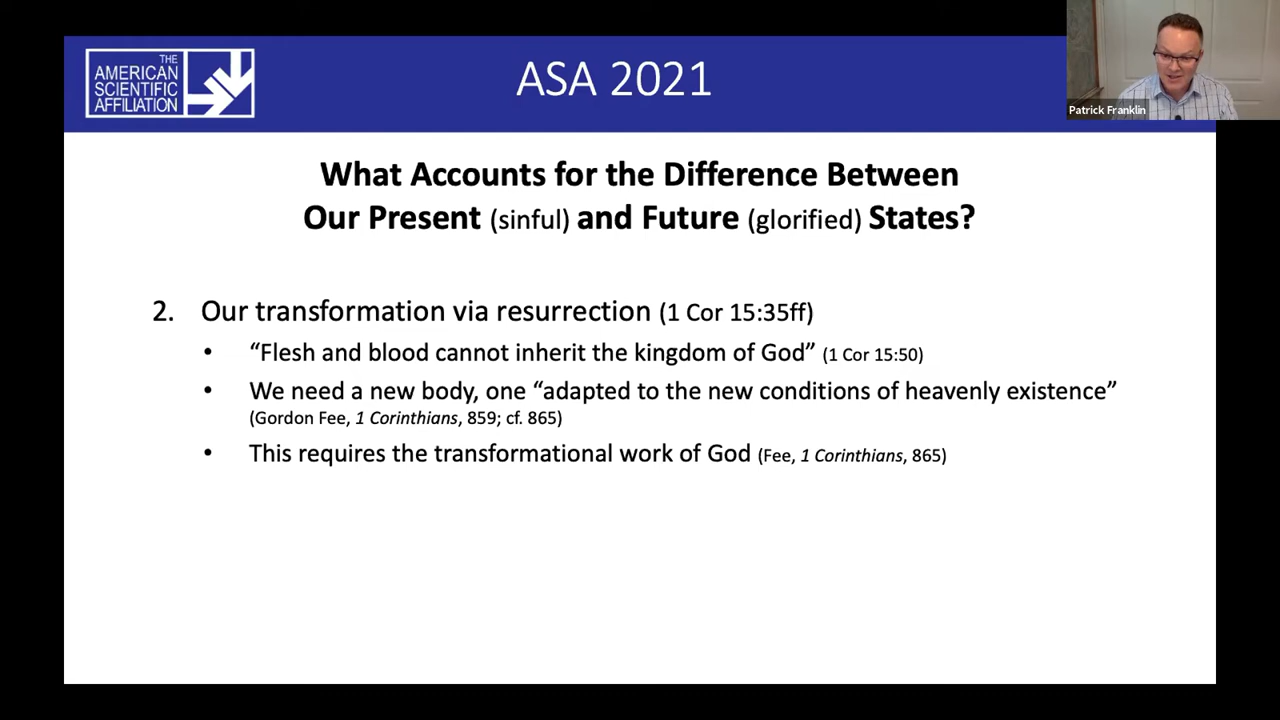 THE
AMERICAN
SCIENTIFIC
AFFILIATION
ASA 2021
Patrick Franklin
What Accounts for the Difference Between
Our Present (sinful) and Future (glorified) States?
2. Our transformation via resurrection (1 Cor 15:35ff)
• “Flesh and blood cannot inherit the kingdom of God” (1 Cor 15:50)
• We need a new body, one “adapted to the new conditions of heavenly existence”
(Gordon Fee, 1 Corinthians, 859; cf. 865)
• This requires the transformational work of God (Fee, 1 Corinthians, 865)